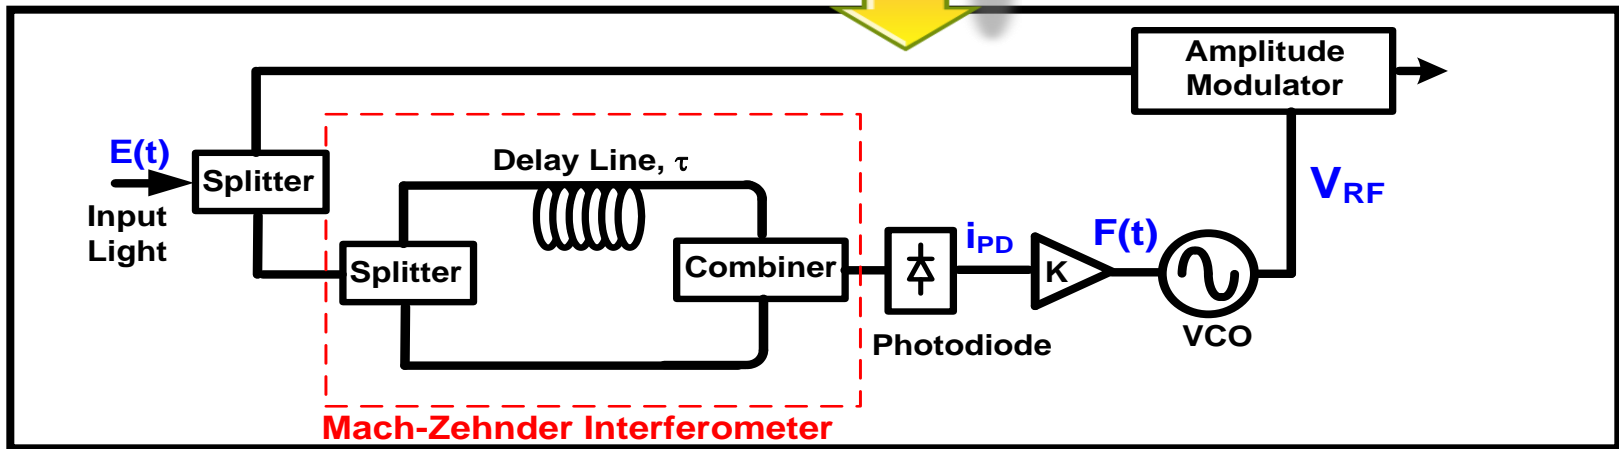 Amplitude
Modulator
E(t)
Splitter
Input
Light
Delay Line, τ
Splitter
Combiner
iPD
K
F(t)
VCO
VRF
Photodiode
Mach-Zehnder Interferometer